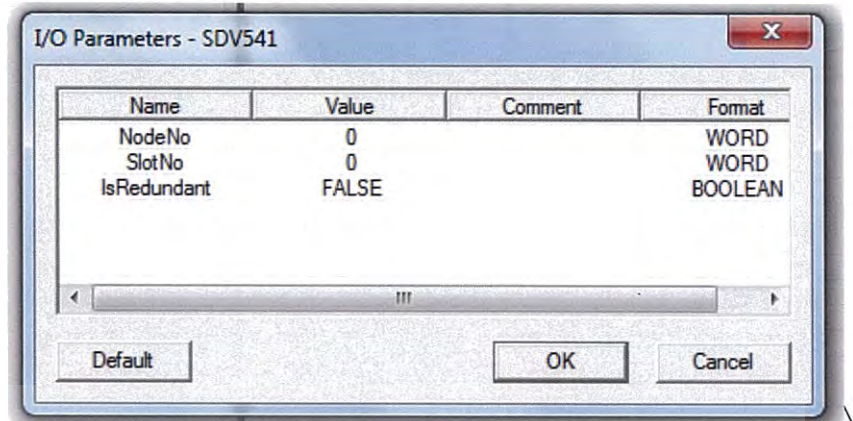 I/O Parameters - SDV541
Name Value Comment Format
NodeNo 0 WORD
SlotNo 0 WORD
IsRedundant FALSE BOOLEAN
Default OK Cancel